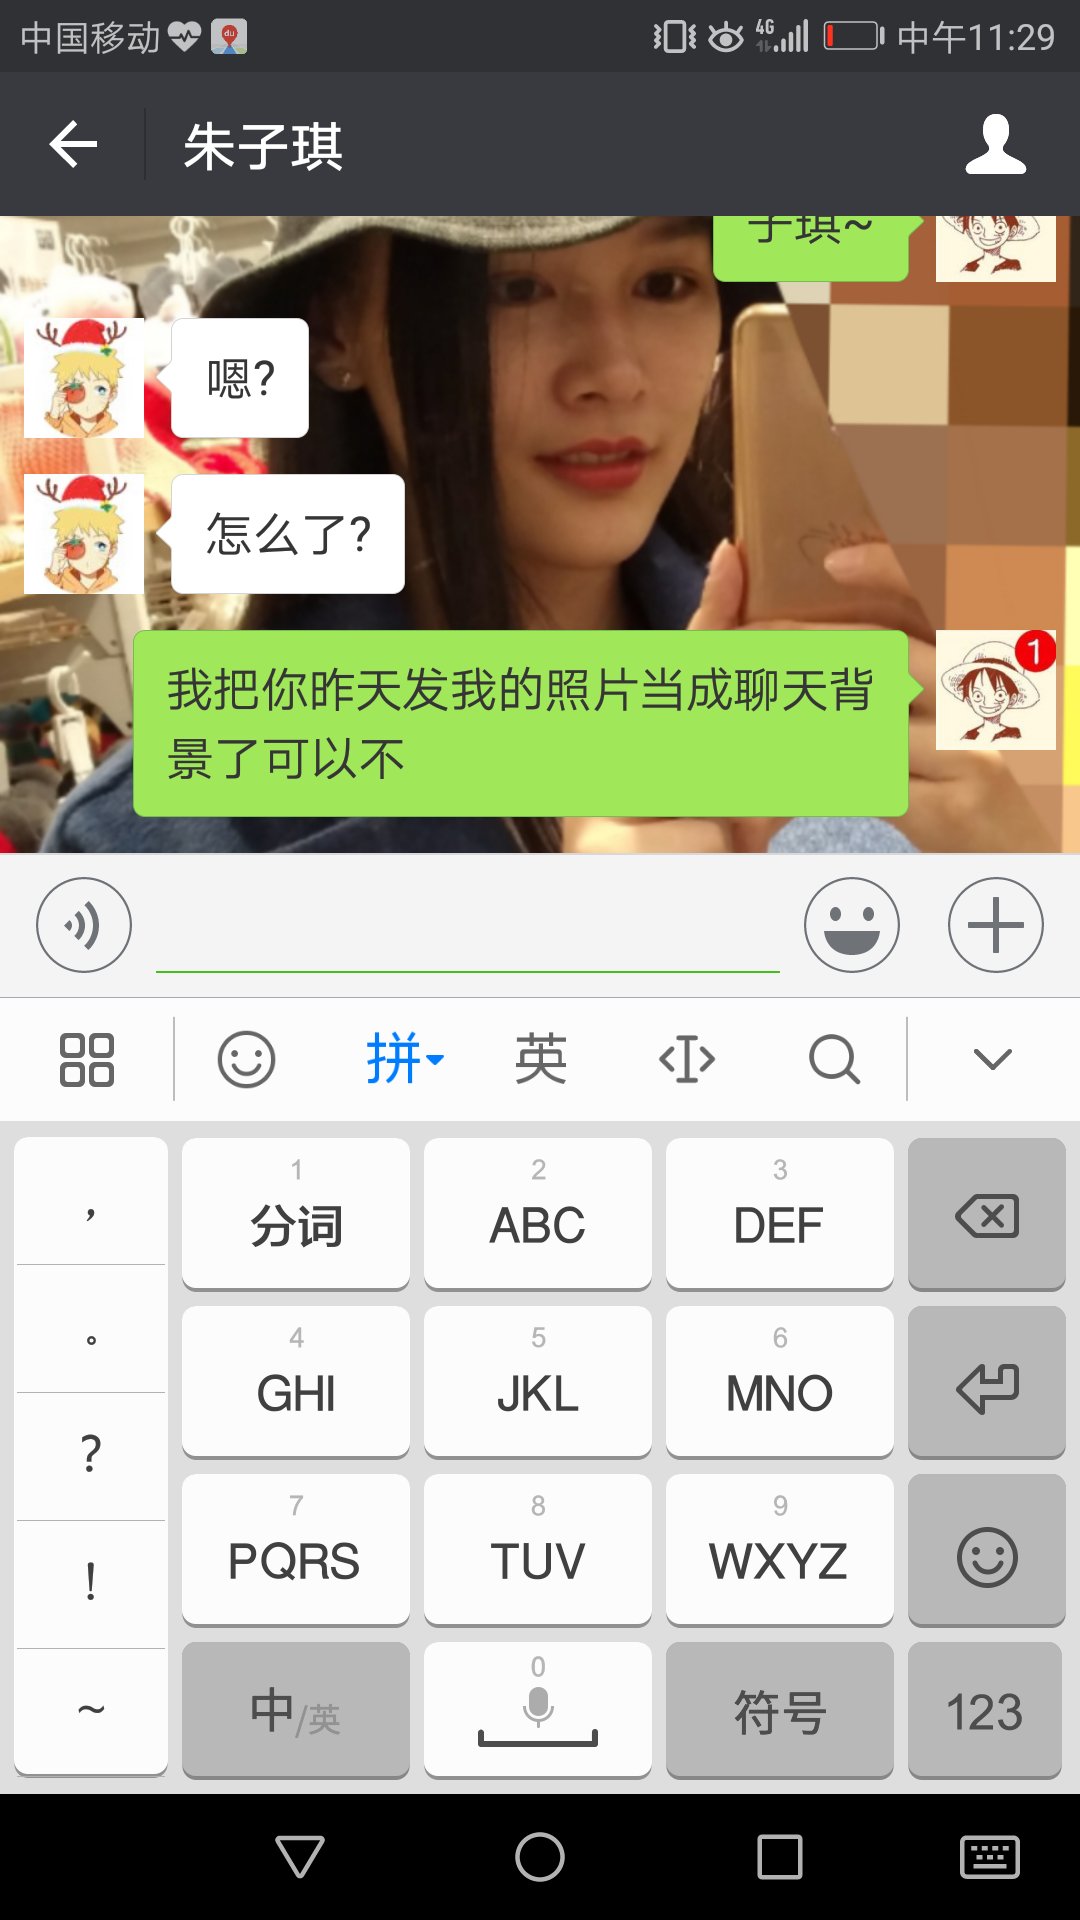 中国移动 du 4G 中午11:29
朱子琪
子琪~
嗯?
怎么了?
1
我把你昨天发我的照片当成聊天背
景了可以不
拼 英
, 1 分词 2 ABC 3 DEF
。 4 GHI 5 JKL 6 MNO
? 7 PQRS 8 TUV 9 WXYZ
!
~ 中/英 0 符号 123